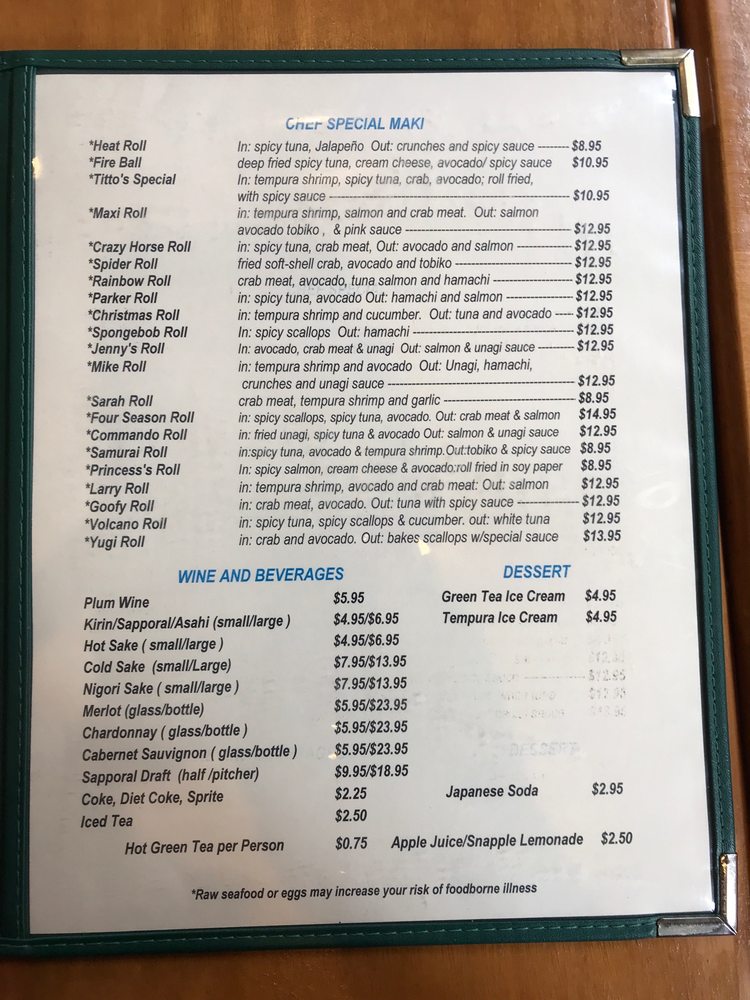 CHEF SPECIAL MAKI
*Heat Roll In: spicy tuna, Jalapeño Out: crunches and spicy sauce -------- $8.95
*Fire Ball deep fried spicy tuna, cream cheese, avocado/ spicy sauce $10.95
*Titto's Special In: tempura shrimp, spicy tuna, crab, avocado; roll fried,
with spicy sauce ---------------------------------------- $10.95
*Maxi Roll in: tempura shrimp, salmon and crab meat. Out: salmon
avocado tobiko , & pink sauce ---------------------------- $12.95
*Crazy Horse Roll in: spicy tuna, crab meat, Out: avocado and salmon ------------- $12.95
*Spider Roll fried soft-shell crab, avocado and tobiko -------------------- $12.95
*Rainbow Roll crab meat, avocado, tuna salmon and hamachi ------------------ $12.95
*Parker Roll in: spicy tuna, avocado Out: hamachi and salmon --------------- $12.95
*Christmas Roll in: tempura shrimp and cucumber. Out: tuna and avocado ---- $12.95
*Spongebob Roll In: spicy scallops Out: hamachi ------------------------------- $12.95
*Jenny's Roll In: avocado, crab meat & unagi Out: salmon & unagi sauce --------- $12.95
*Mike Roll in: tempura shrimp and avocado Out: Unagi, hamachi,
crunches and unagi sauce ------------------------------------ $12.95
*Sarah Roll crab meat, tempura shrimp and garlic ------------------------- $8.95
*Four Season Roll in: spicy scallops, spicy tuna, avocado. Out: crab meat & salmon $14.95
*Commando Roll in: fried unagi, spicy tuna & avocado Out: salmon & unagi sauce $12.95
*Samurai Roll in:spicy tuna, avocado & tempura shrimp.Out:tobiko & spicy sauce $8.95
*Princess's Roll In: spicy salmon, cream cheese & avocado:roll fried in soy paper $8.95
*Larry Roll in: tempura shrimp, avocado and crab meat: Out: salmon $12.95
*Goofy Roll in: crab meat, avocado. Out: tuna with spicy sauce -------------- $12.95
*Volcano Roll in: spicy tuna, spicy scallops & cucumber. out: white tuna $12.95
*Yugi Roll in: crab and avocado. Out: bakes scallops w/special sauce $13.95
WINE AND BEVERAGES
Plum Wine $5.95
Kirin/Sapporal/Asahi (small/large ) $4.95/$6.95
Hot Sake ( small/large ) $4.95/$6.95
Cold Sake (small/Large) $7.95/$13.95
Nigori Sake ( small/large ) $7.95/$13.95
Merlot (glass/bottle) $5.95/$23.95
Chardonnay ( glass/bottle ) $5.95/$23.95
Cabernet Sauvignon ( glass/bottle ) $5.95/$23.95
Sapporal Draft (half /pitcher) $9.95/$18.95
Coke, Diet Coke, Sprite $2.25
Iced Tea $2.50
Hot Green Tea per Person $0.75
DESSERT
Green Tea Ice Cream $4.95
Tempura Ice Cream $4.95
Japanese Soda $2.95
Apple Juice/Snapple Lemonade $2.50
*Raw seafood or eggs may increase your risk of foodborne illness